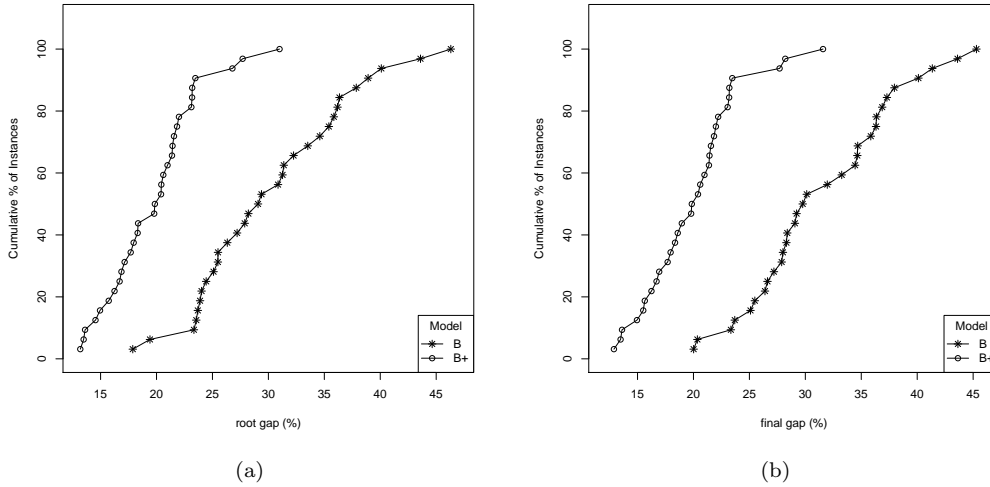 Cumulative % of Instances
100
80
60
40
20
0
15 20 25 30 35 40 45
root gap (%)
Model
B
B+
(a)
Cumulative % of Instances
100
80
60
40
20
0
15 20 25 30 35 40 45
final gap (%)
Model
B
B+
(b)